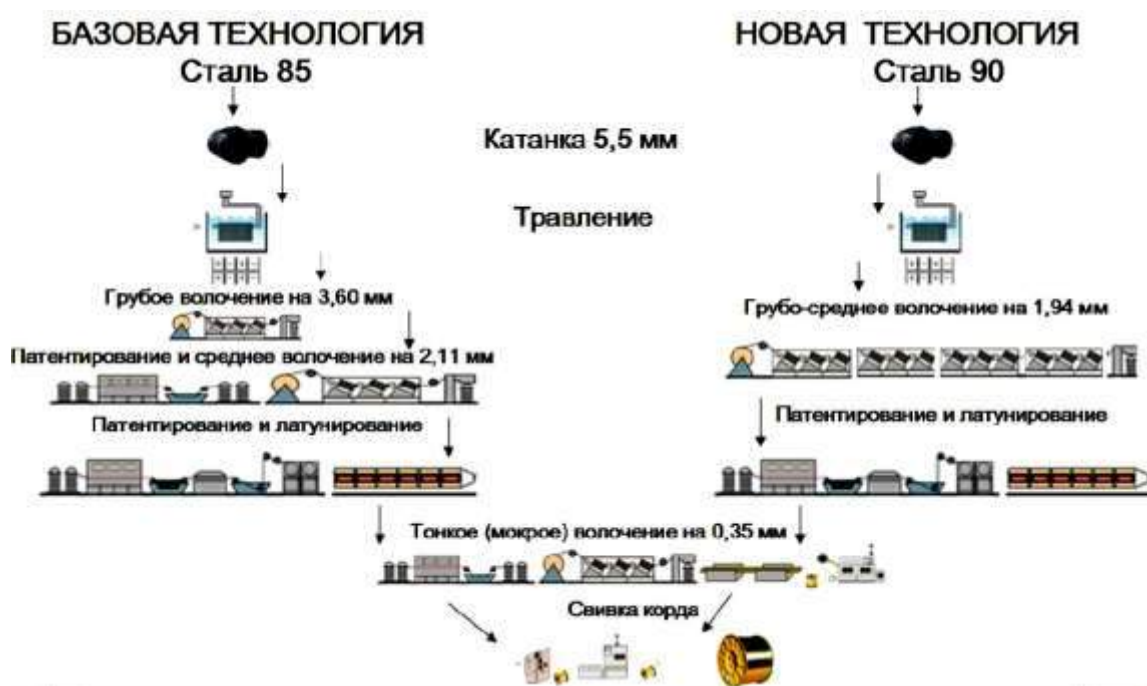 БАЗОВАЯ ТЕХНОЛОГИЯ
Сталь 85
НОВАЯ ТЕХНОЛОГИЯ
Сталь 90
Катанка 5,5 мм
Травление
Грубое волочение на 3,60 мм
Грубо-среднее волочение на 1,94 мм
Патентирование и среднее волочение на 2,11 мм
Патентирование и латунирование
Патентирование и латунирование
Тонкое (мокрое) волочение на 0,35 мм
Свивка корда